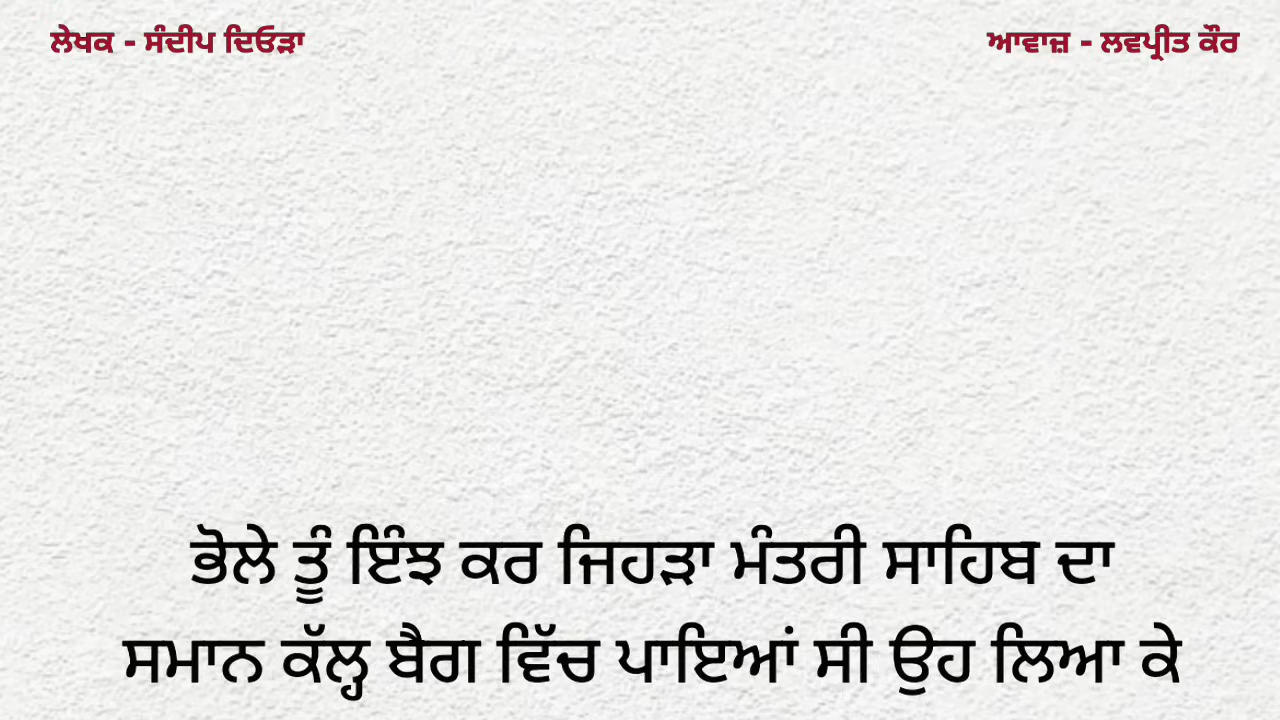 ਲੇਖਕ - ਸੰਦੀਪ ਦਿਓੜਾ
ਆਵਾਜ਼ - ਲਵਪ੍ਰੀਤ ਕੌਰ
ਭੋਲੇ ਤੂੰ ਇੰਝ ਕਰ ਜਿਹੜਾ ਮੰਤਰੀ ਸਾਹਿਬ ਦਾ
ਸਮਾਨ ਕੱਲ੍ਹ ਬੈਗ ਵਿੱਚ ਪਾਇਆਂ ਸੀ ਉਹ ਲਿਆ ਕੇ